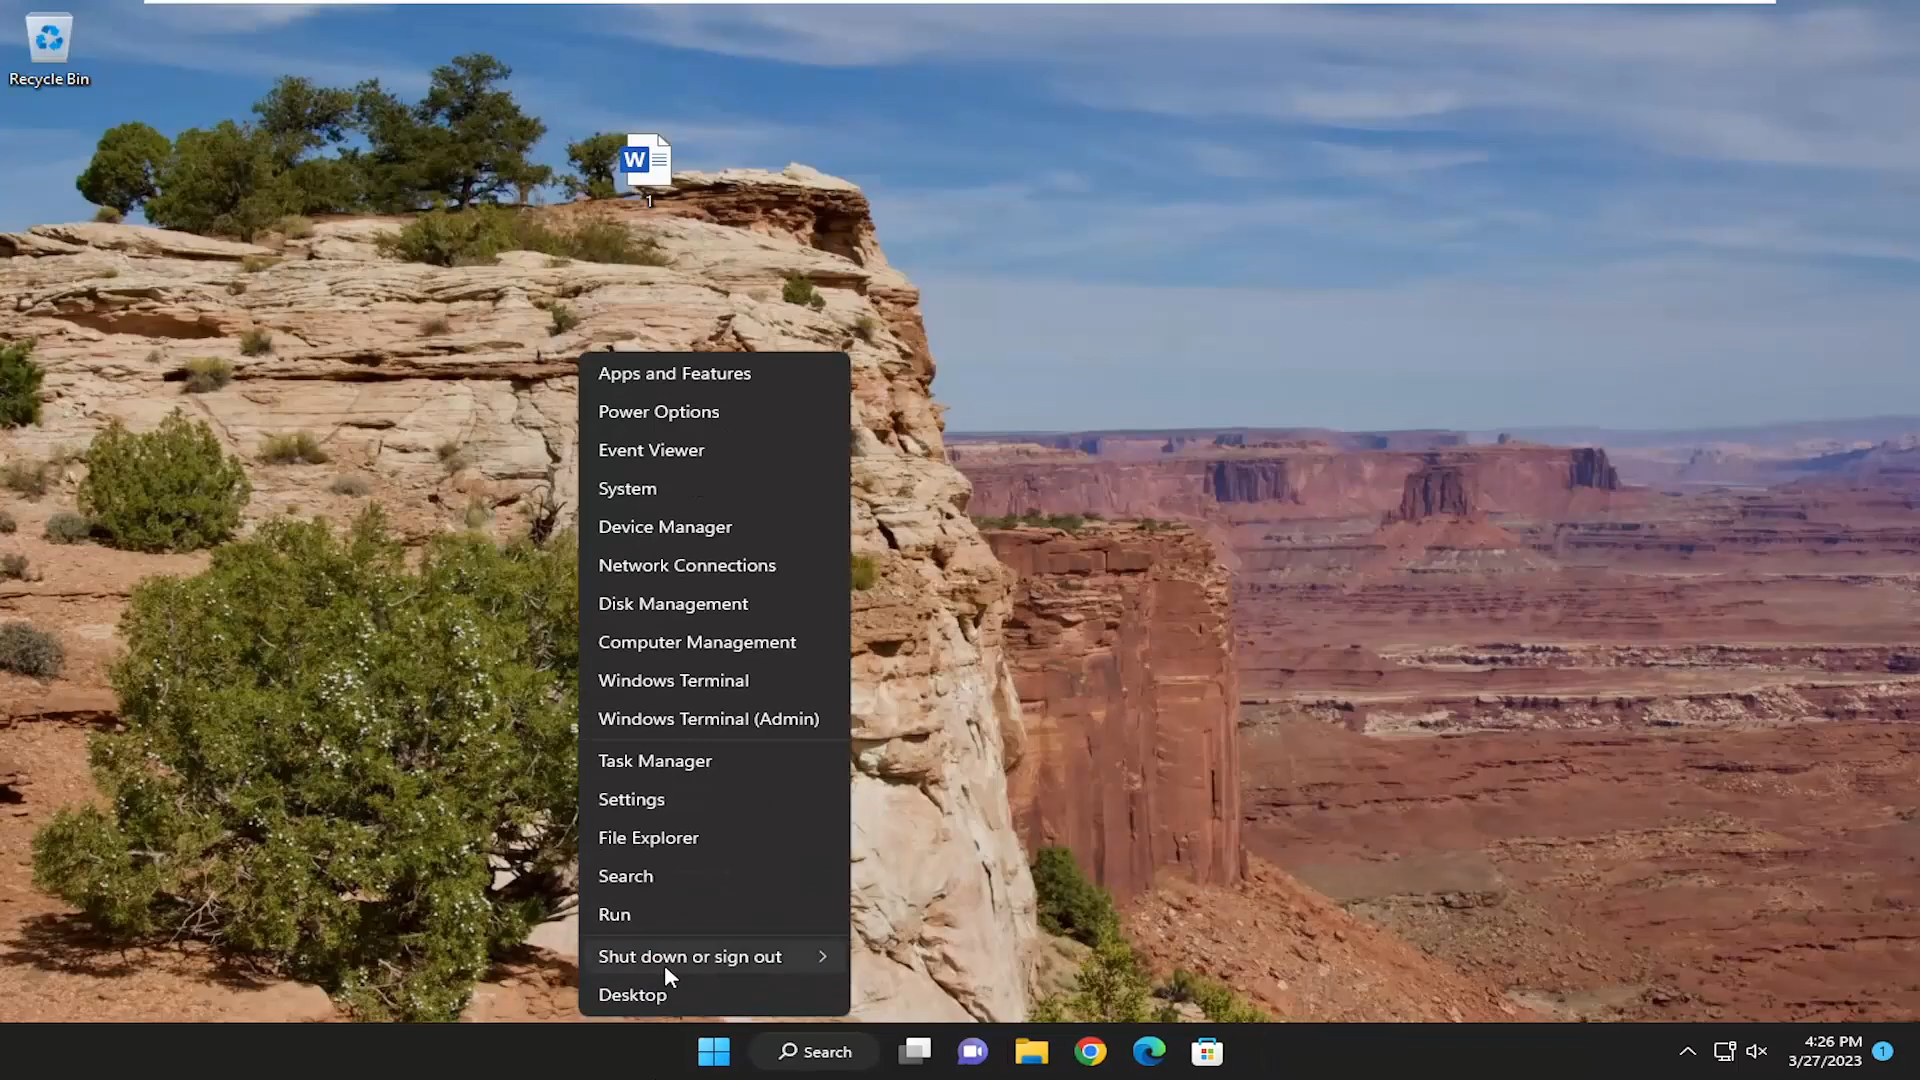 Recycle Bin
W
1
Apps and Features
Power Options
Event Viewer
System
Device Manager
Network Connections
Disk Management
Computer Management
Windows Terminal
Windows Terminal (Admin)
Task Manager
Settings
File Explorer
Search
Run
Shut down or sign out
Desktop
Search
4:26 PM
3/27/2023
1